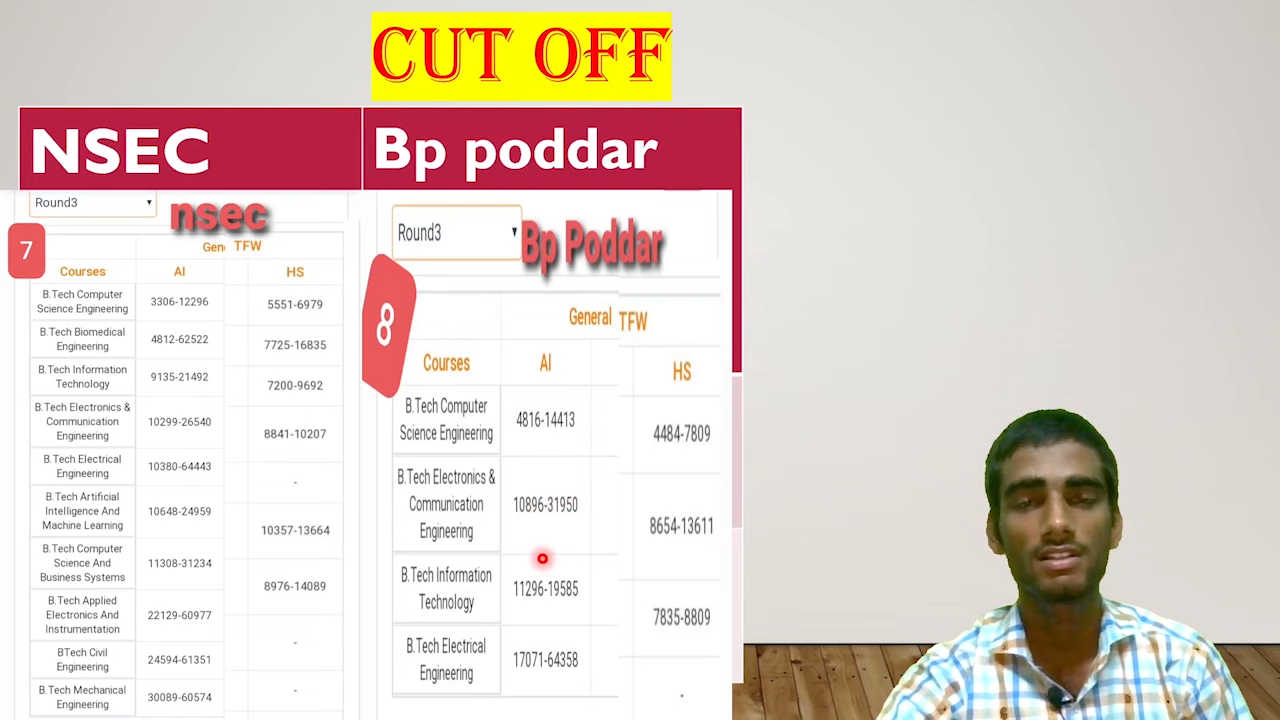 CUT OFF
NSEC
Bp poddar
Round3
nsec
7
Gen TFW
Courses AI HS
B.Tech Computer
Science Engineering
3306-12296
5551-6979
B.Tech Biomedical
Engineering
4812-62522
7725-16835
B.Tech Information
Technology
9135-21492
7200-9692
B.Tech Electronics &
Communication
Engineering
10299-26540
8841-10207
B.Tech Electrical
Engineering
10380-64443
-
B.Tech Artificial
Intelligence And
Machine Learning
10648-24959
10357-13664
B.Tech Computer
Science And
Business Systems
11308-31234
8976-14089
B.Tech Applied
Electronics And
Instrumentation
22129-60977
-
BTech Civil
Engineering
24594-61351
-
B.Tech Mechanical
Engineering
30089-60574
Round3
Bp Poddar
8
General TFW
Courses AI HS
B.Tech Computer
Science Engineering
4816-14413
4484-7809
B.Tech Electronics &
Communication
Engineering
10896-31950
8654-13611
B.Tech Information
Technology
11296-19585
7835-8809
B.Tech Electrical
Engineering
17071-64358
-